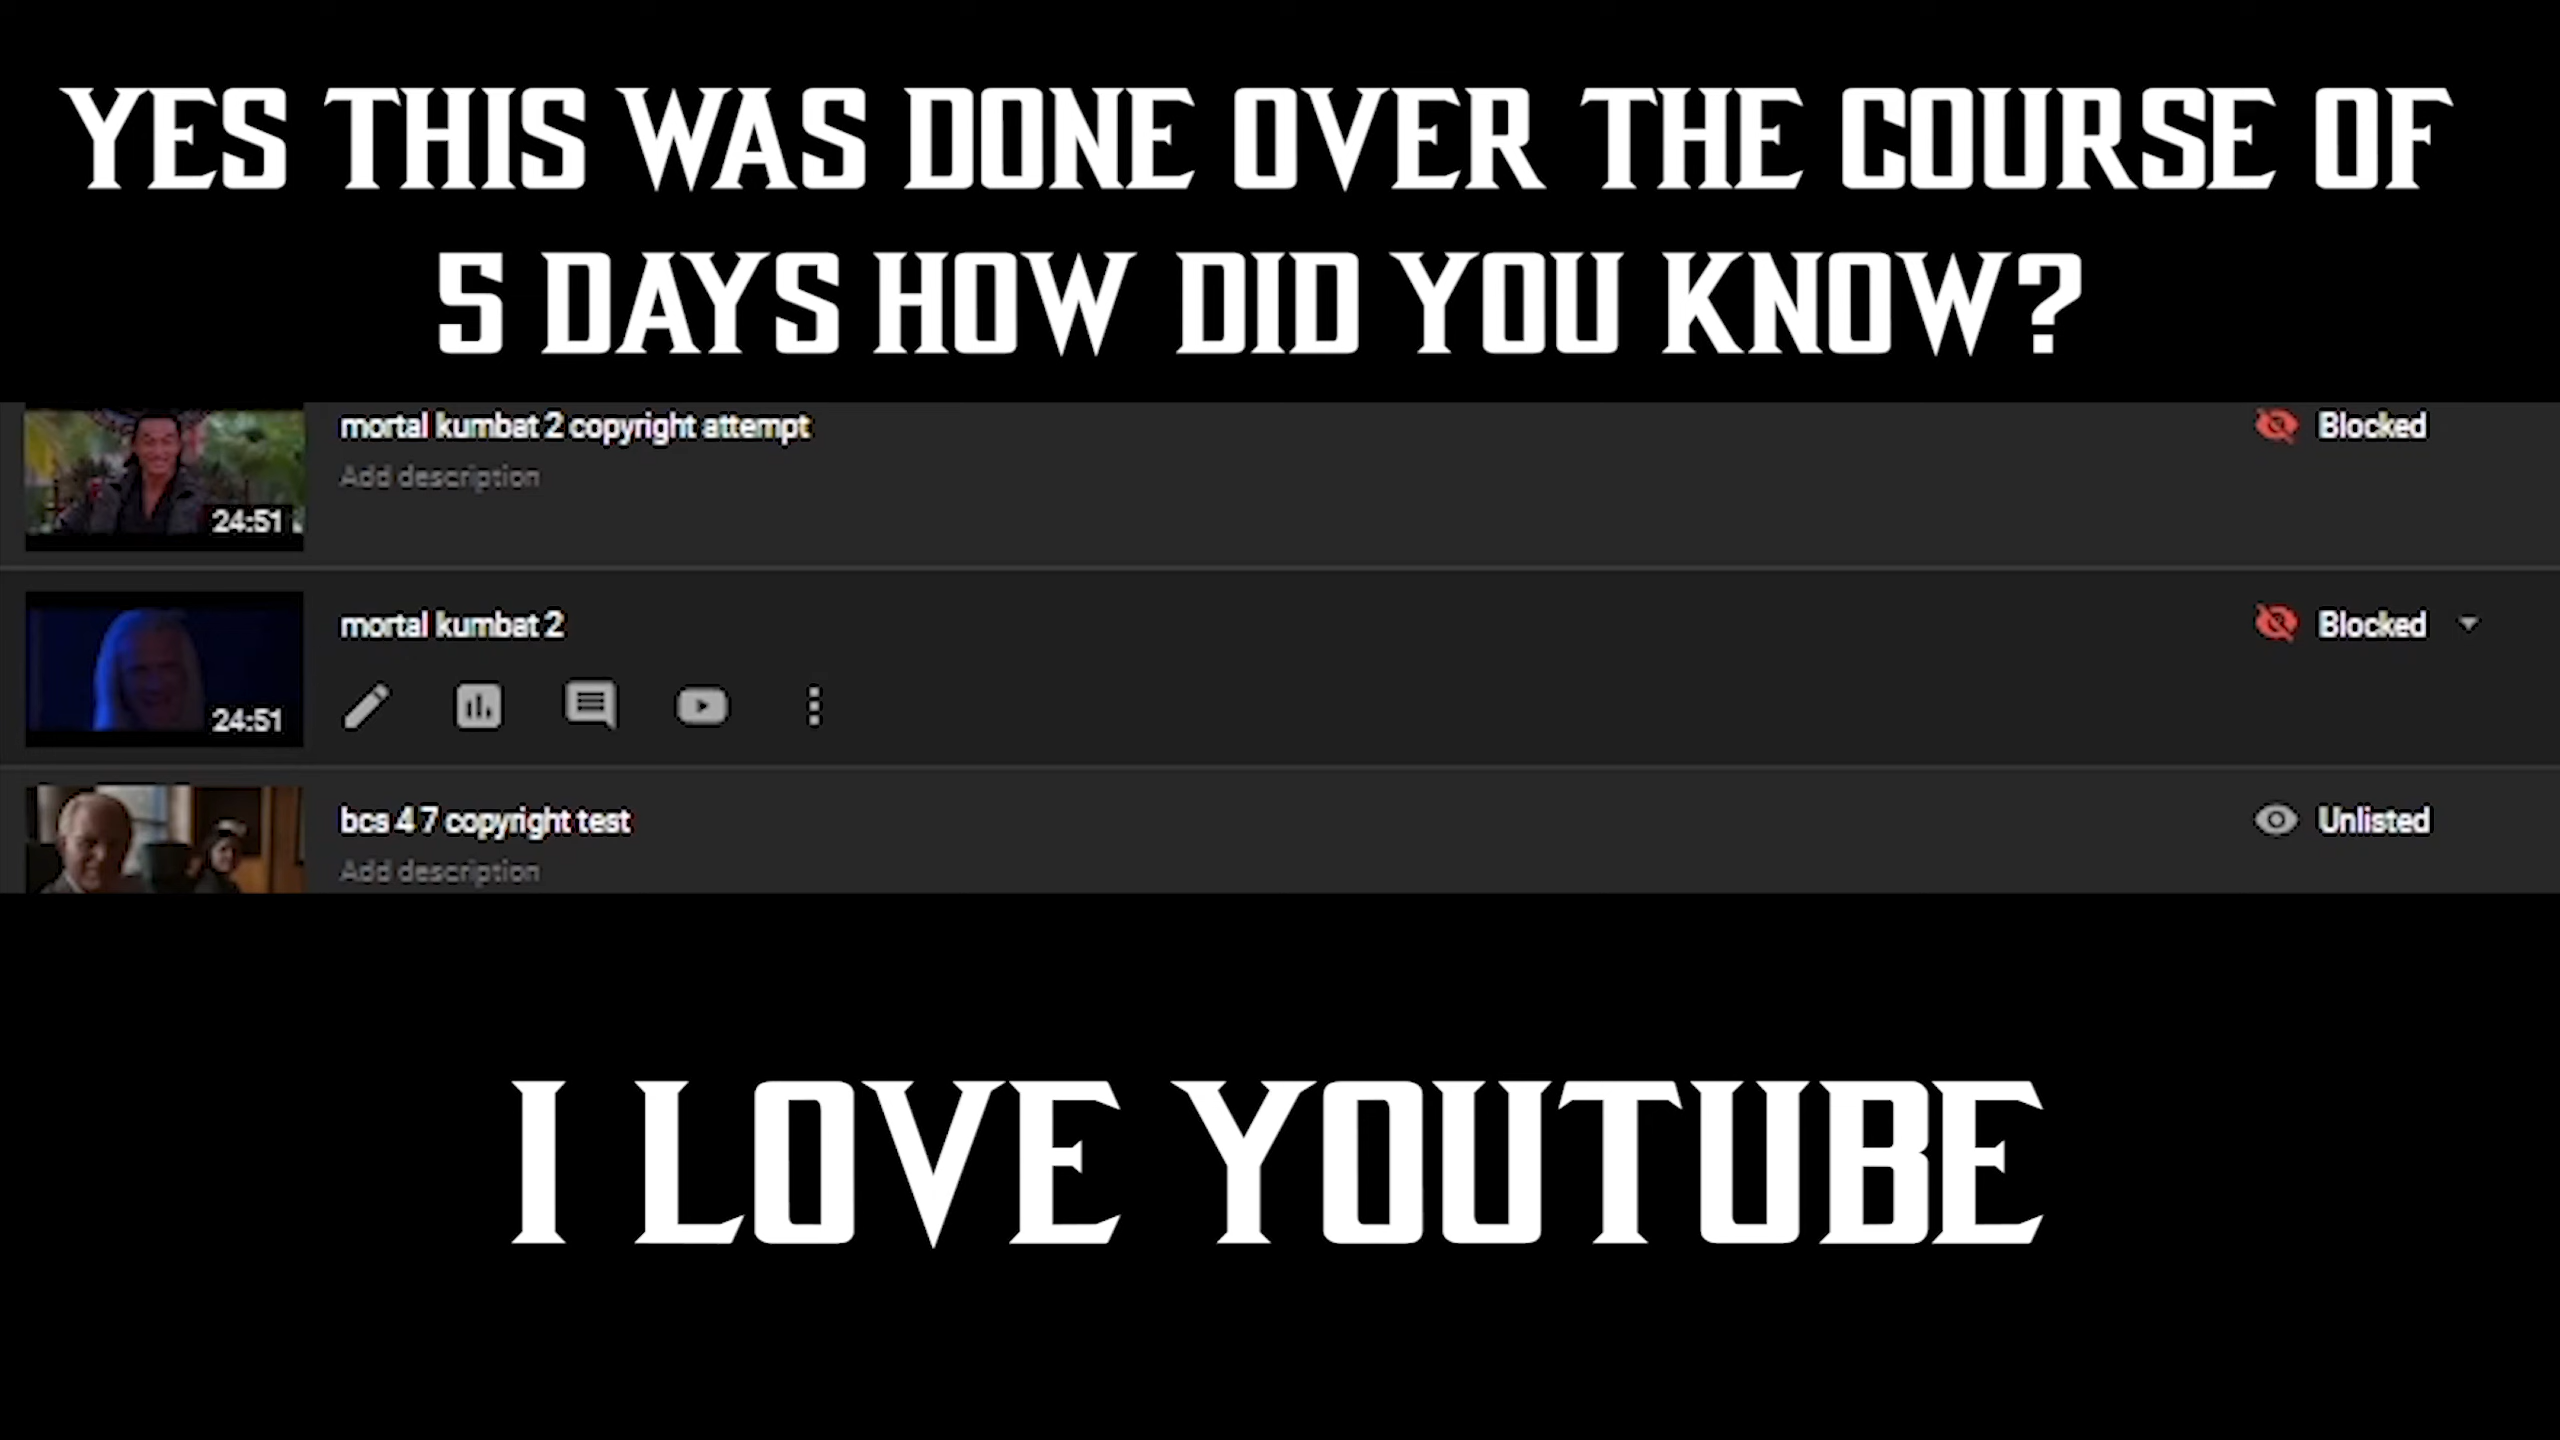 YES THIS WAS DONE OVER THE COURSE OF
5 DAYS HOW DID YOU KNOW?
mortal kumbat 2 copyright attempt
Blocked
Add description
24:51
mortal kumbat 2
Blocked
24:51
bcs 4 7 copyright test
Unlisted
Add description
I LOVE YOUTUBE